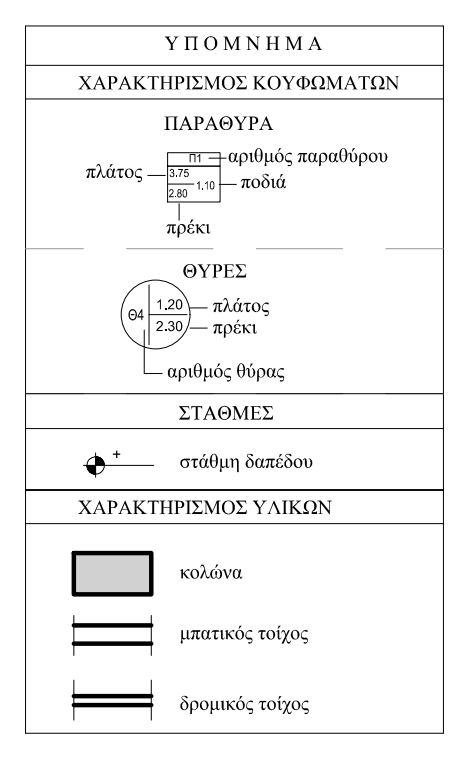 ΥΠΟΜΝΗΜΑ
ΧΑΡΑΚΤΗΡΙΣΜΟΣ ΚΟΥΦΩΜΑΤΩΝ
ΠΑΡΑΘΥΡΑ
Π1 αριθμός παραθύρου
πλάτος 3.75
1.10 ποδιά
2.80
πρέκι
ΘΥΡΕΣ
Θ4 1.20 πλάτος
2.30 πρέκι
αριθμός θύρας
ΣΤΑΘΜΕΣ
+ στάθμη δαπέδου
ΧΑΡΑΚΤΗΡΙΣΜΟΣ ΥΛΙΚΩΝ
κολώνα
μπατικός τοίχος
δρομικός τοίχος